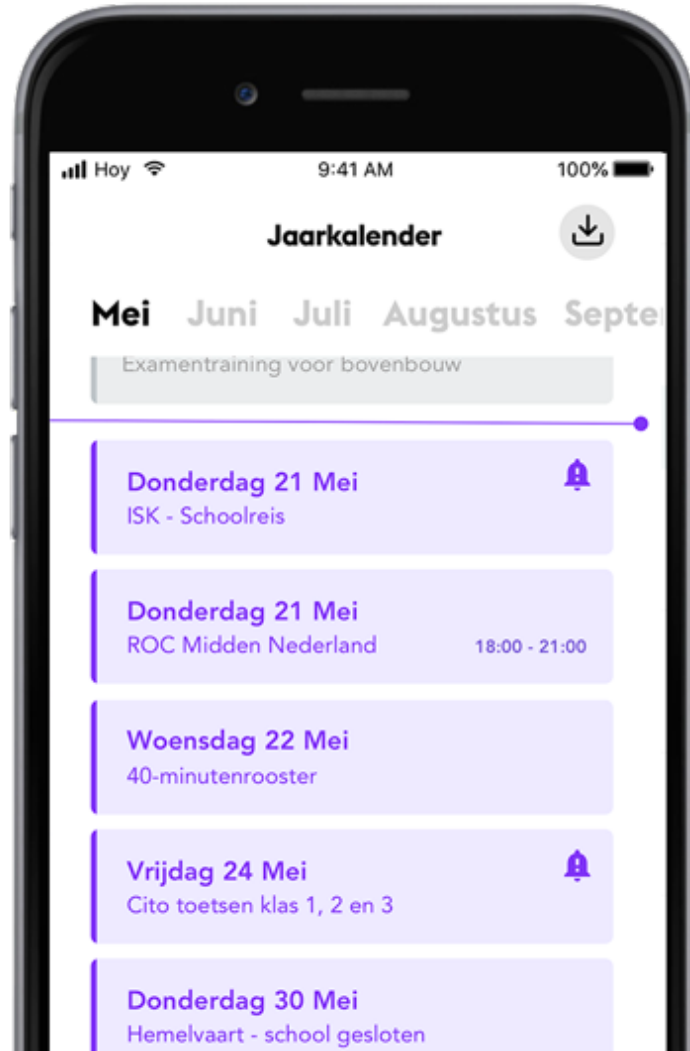 Hoy
9:41 AM
100%
Jaarkalender
Mei Juni Juli Augustus Septe
Examentraining voor bovenbouw
Donderdag 21 Mei
ISK - Schoolreis
Donderdag 21 Mei
ROC Midden Nederland 18:00 - 21:00
Woensdag 22 Mei
40-minutenrooster
Vrijdag 24 Mei
Cito toetsen klas 1, 2 en 3
Donderdag 30 Mei
Hemelvaart - school gesloten